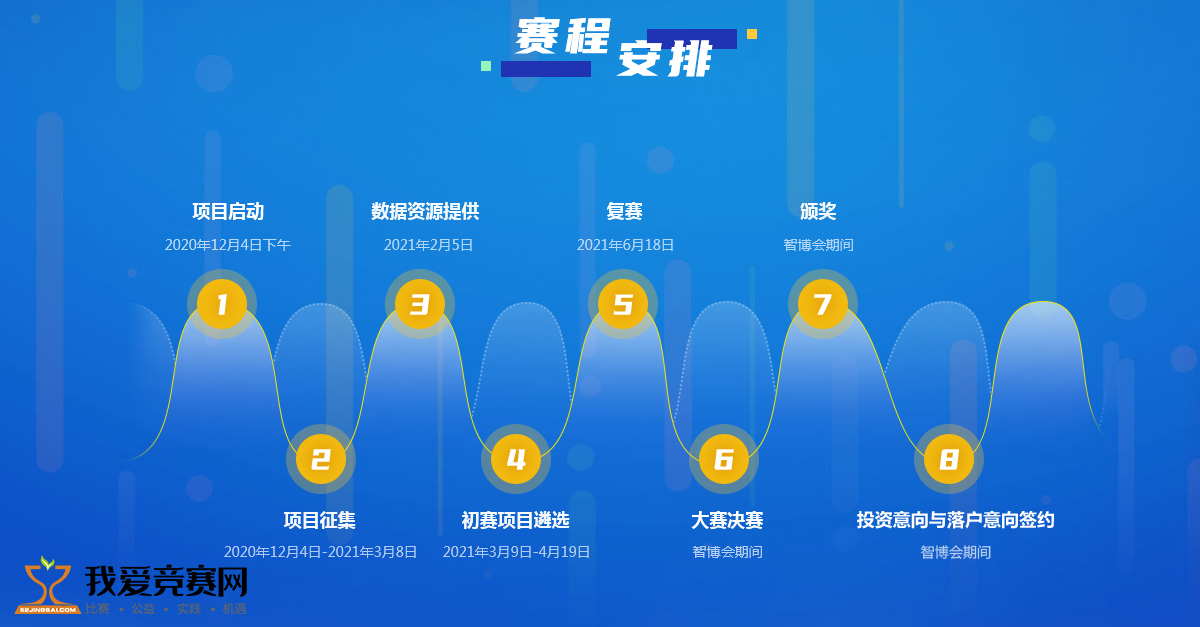 赛程
安排
项目启动
2020年12月4日下午
数据资源提供
2021年2月5日
复赛
2021年6月18日
颁奖
智博会期间
1
3
5
7
2
4
6
8
项目集征
2020年12月4日-2021年3月8日
初赛项目遴选
2021年3月9日-4月19日
大赛决赛
智博会期间
投资意向与落户意向签约
智博会期间
我爱竞赛网
52JINGSAI.COM
比赛 • 公益 • 实践 • 机遇